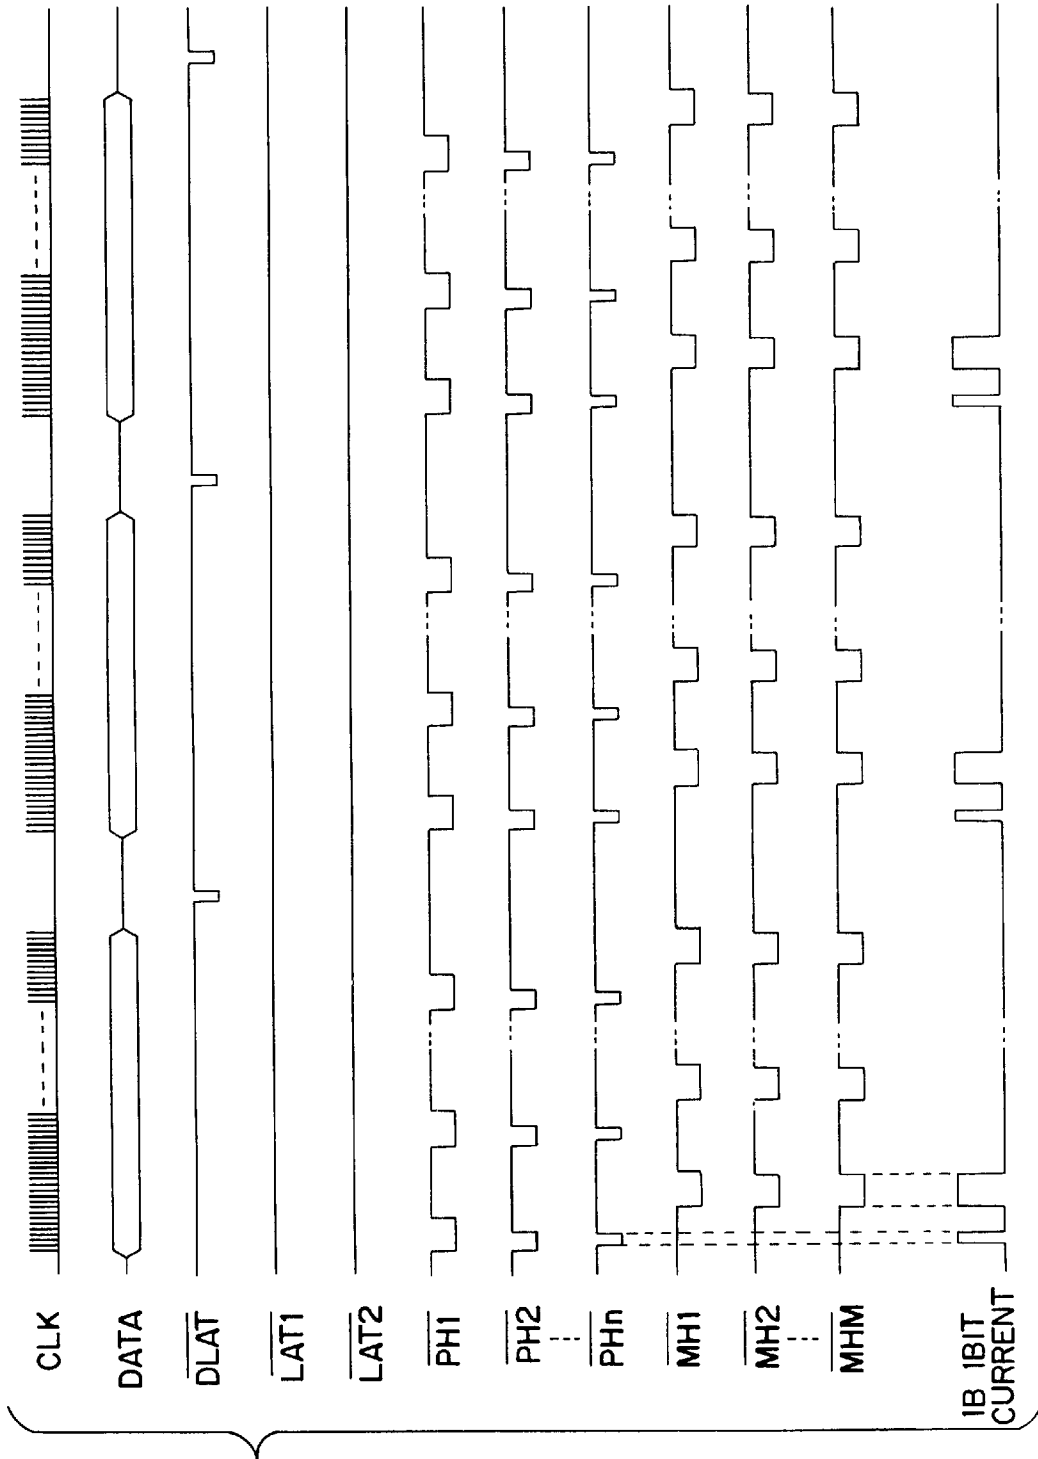 CLK
DATA
DLAT
LAT1
LAT2
PH1
PH2
PHn
MH1
MH2
MHM
1B 1BIT
CURRENT